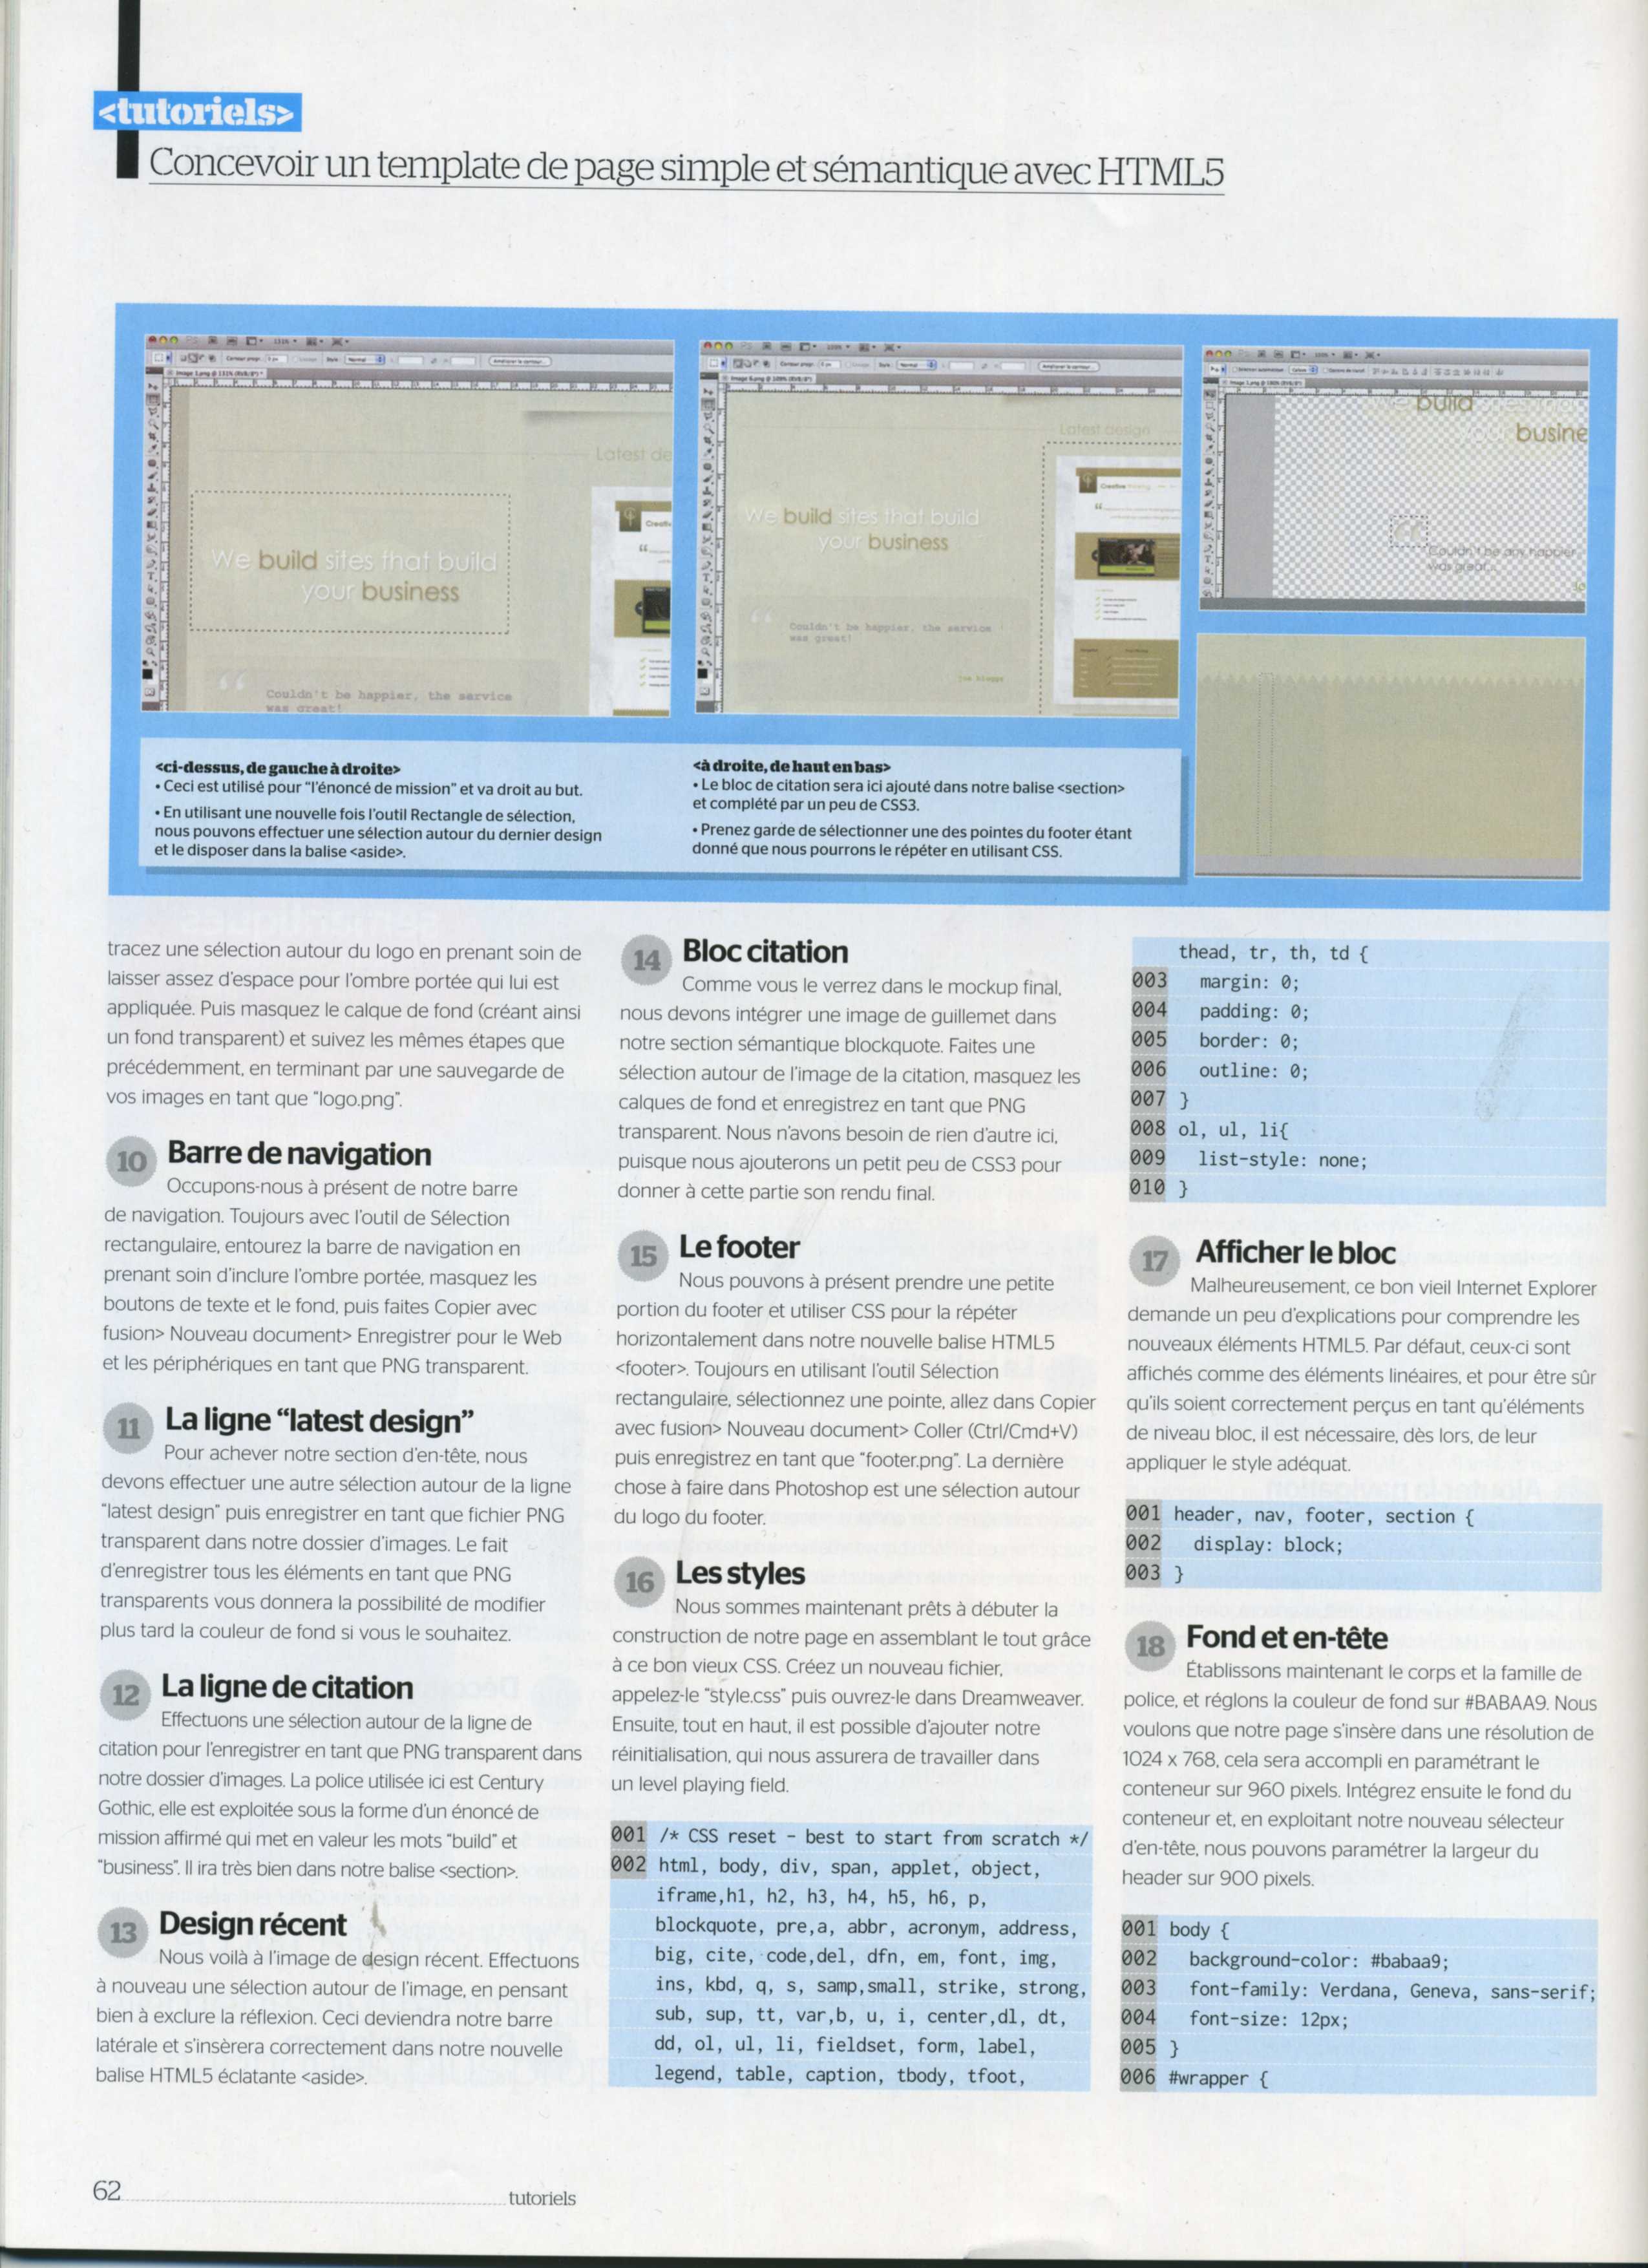 <tutoriels>
Concevoir un template de page simple et sémantique avec HTML5
Latest de
We build sites that build
your business
Couldn't be happier, the service
was great!
Latest design
We build sites that build
your business
Couldn't be happier, the service
was great!
Joe Bloggs
build
busine
Couldn't be any happier
was great...
<ci-dessus, de gauche à droite>
• Ceci est utilisé pour "l'énoncé de mission" et va droit au but.
• En utilisant une nouvelle fois l'outil Rectangle de sélection,
nous pouvons effectuer une sélection autour du dernier design
et le disposer dans la balise <aside>.
<à droite, de haut en bas>
• Le bloc de citation sera ici ajouté dans notre balise <section>
et complété par un peu de CSS3.
• Prenez garde de sélectionner une des pointes du footer étant
donné que nous pourrons le répéter en utilisant CSS.
tracez une sélection autour du logo en prenant soin de
laisser assez d'espace pour l'ombre portée qui lui est
appliquée. Puis masquez le calque de fond (créant ainsi
un fond transparent) et suivez les mêmes étapes que
précédemment, en terminant par une sauvegarde de
vos images en tant que "logo.png".
10 Barre de navigation
Occupons-nous à présent de notre barre
de navigation. Toujours avec l'outil de Sélection
rectangulaire, entourez la barre de navigation en
prenant soin d'inclure l'ombre portée, masquez les
boutons de texte et le fond, puis faites Copier avec
fusion> Nouveau document> Enregistrer pour le Web
et les périphériques en tant que PNG transparent.
11 La ligne "latest design"
Pour achever notre section d'en-tête, nous
devons effectuer une autre sélection autour de la ligne
"latest design" puis enregistrer en tant que fichier PNG
transparent dans notre dossier d'images. Le fait
d'enregistrer tous les éléments en tant que PNG
transparents vous donnera la possibilité de modifier
plus tard la couleur de fond si vous le souhaitez.
12 La ligne de citation
Effectuons une sélection autour de la ligne de
citation pour l'enregistrer en tant que PNG transparent dans
notre dossier d'images. La police utilisée ici est Century
Gothic, elle est exploitée sous la forme d'un énoncé de
mission affirmé qui met en valeur les mots "build" et
"business". Il ira très bien dans notre balise <section>.
13 Design récent
Nous voilà à l'image de design récent. Effectuons
à nouveau une sélection autour de l'image, en pensant
bien à exclure la réflexion. Ceci deviendra notre barre
latérale et s'insèrera correctement dans notre nouvelle
balise HTML5 éclatante <aside>.
14 Bloc citation
Comme vous le verrez dans le mockup final,
nous devons intégrer une image de guillemet dans
notre section sémantique blockquote. Faites une
sélection autour de l'image de la citation, masquez les
calques de fond et enregistrez en tant que PNG
transparent. Nous n'avons besoin de rien d'autre ici,
puisque nous ajouterons un petit peu de CSS3 pour
donner à cette partie son rendu final.
15 Le footer
Nous pouvons à présent prendre une petite
portion du footer et utiliser CSS pour la répéter
horizontalement dans notre nouvelle balise HTML5
<footer>. Toujours en utilisant l'outil Sélection
rectangulaire, sélectionnez une pointe, allez dans Copier
avec fusion> Nouveau document> Coller (Ctrl/Cmd+V)
puis enregistrez en tant que "footer.png". La dernière
chose à faire dans Photoshop est une sélection autour
du logo du footer.
16 Les styles
Nous sommes maintenant prêts à débuter la
construction de notre page en assemblant le tout grâce
à ce bon vieux CSS. Créez un nouveau fichier,
appelez-le "style.css" puis ouvrez-le dans Dreamweaver.
Ensuite, tout en haut, il est possible d'ajouter notre
réinitialisation, qui nous assurera de travailler dans
un level playing field.
001 /* CSS reset - best to start from scratch */
002 html, body, div, span, applet, object,
iframe,h1, h2, h3, h4, h5, h6, p,
blockquote, pre,a, abbr, acronym, address,
big, cite, code,del, dfn, em, font, img,
ins, kbd, q, s, samp,small, strike, strong,
sub, sup, tt, var,b, u, i, center,dl, dt,
dd, ol, ul, li, fieldset, form, label,
legend, table, caption, tbody, tfoot,
thead, tr, th, td {
003 margin: 0;
004 padding: 0;
005 border: 0;
006 outline: 0;
007 }
008 ol, ul, li{
009 list-style: none;
010 }
17 Afficher le bloc
Malheureusement, ce bon vieil Internet Explorer
demande un peu d'explications pour comprendre les
nouveaux éléments HTML5. Par défaut, ceux-ci sont
affichés comme des éléments linéaires, et pour être sûr
qu'ils soient correctement perçus en tant qu'éléments
de niveau bloc, il est nécessaire, dès lors, de leur
appliquer le style adéquat.
001 header, nav, footer, section {
002 display: block;
003 }
18 Fond et en-tête
Établissons maintenant le corps et la famille de
police, et réglons la couleur de fond sur #BABAA9. Nous
voulons que notre page s'insère dans une résolution de
1024 x 768, cela sera accompli en paramétrant le
conteneur sur 960 pixels. Intégrez ensuite le fond du
conteneur et, en exploitant notre nouveau sélecteur
d'en-tête, nous pouvons paramétrer la largeur du
header sur 900 pixels.
001 body {
002 background-color: #babaa9;
003 font-family: Verdana, Geneva, sans-serif;
004 font-size: 12px;
005 }
006 #wrapper {
62
tutoriels